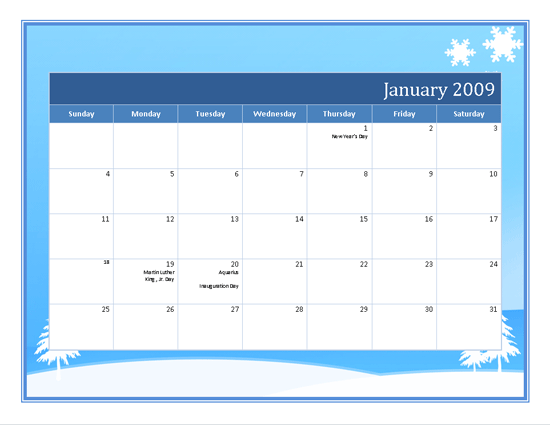 January 2009
Sunday Monday Tuesday Wednesday Thursday Friday Saturday
1 2 3
New Year's Day
4 5 6 7 8 9 10
11 12 13 14 15 16 17
18 19 20 21 22 23 24
Martin Luther Aquarius
King, Jr. Day
Inauguration Day
25 26 27 28 29 30 31